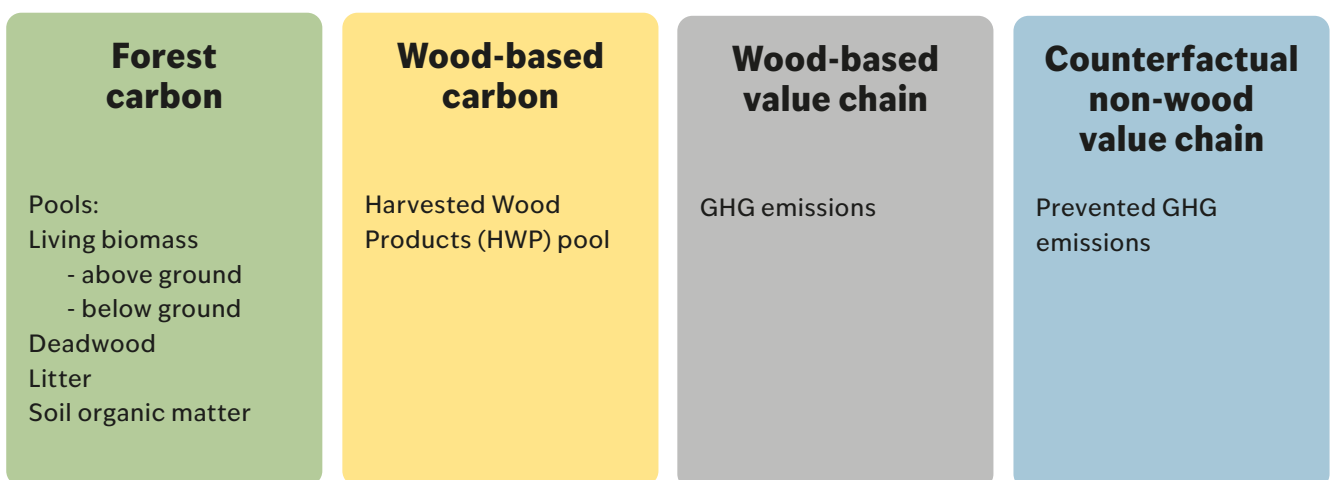 Forest
carbon
Pools:
Living biomass
- above ground
- below ground
Deadwood
Litter
Soil organic matter
Wood-based
carbon
Harvested Wood
Products (HWP) pool
Wood-based
value chain
GHG emissions
Counterfactual
non-wood
value chain
Prevented GHG
emissions